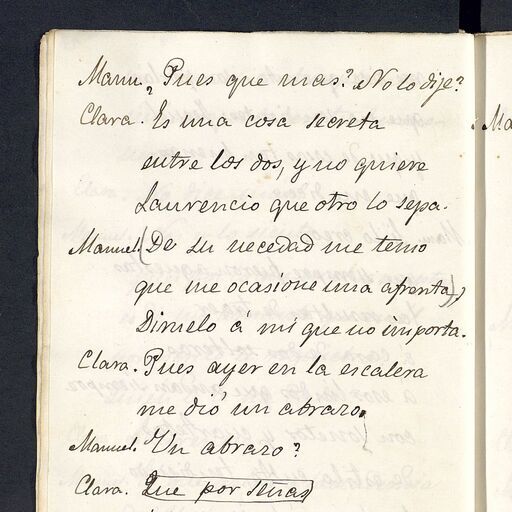 Manu., Pues que mas? No lo dije?
Clara. Es una cosa secreta
entre los dos, y no quiere
Laurencio que otro lo sepa.
Manuel. (De su necedad me temo
que me ocasione una afrenta),
Dimelo á mi que no importa.
Clara. Pues ayer en la escalera
me dió un abrazo.
Manuel. Un abrazo?
Clara. Que por señas